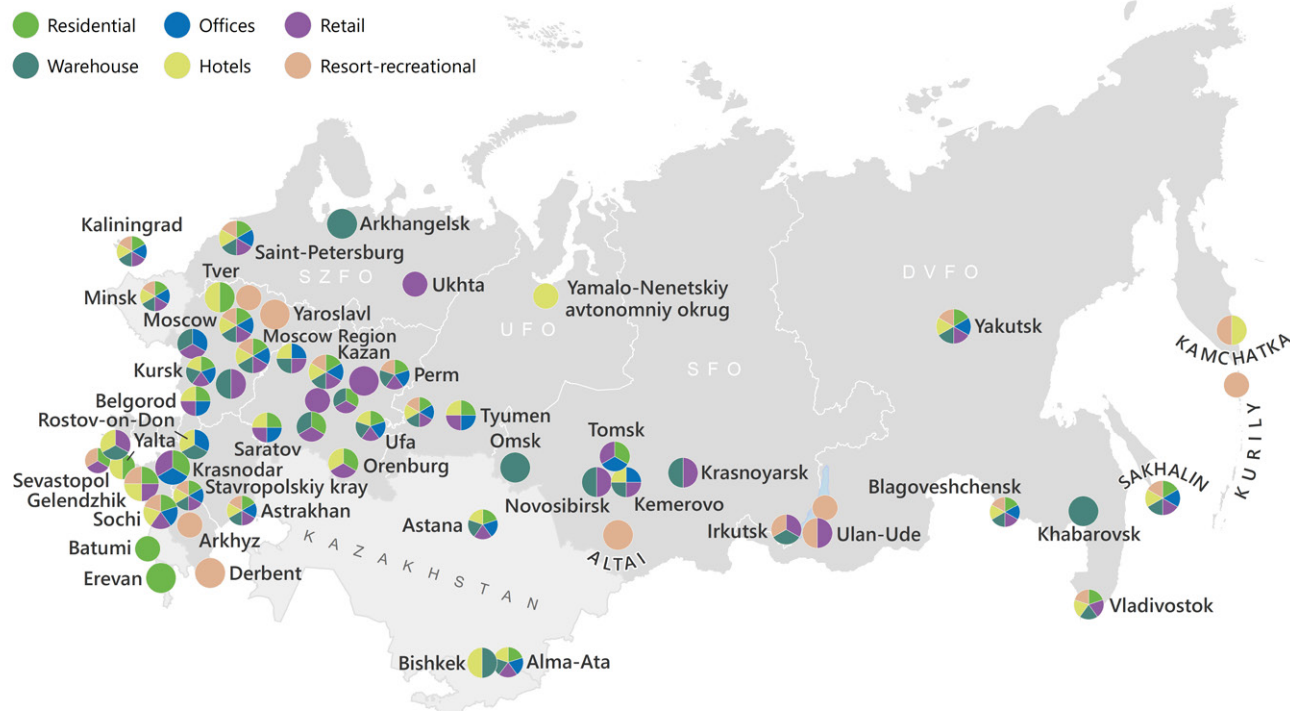 Residential
Offices
Retail
Warehouse
Hotels
Resort-recreational
Kaliningrad
Arkhangelsk
Saint-Petersburg
SZFO
Tver
Ukhta
Yamalo-Nenetskiy
avtonomniy okrug
DVFO
Minsk
Yaroslavl
Moscow
UFO
Yakutsk
Moscow Region
KAMCHATKA
Kazan
SFO
Kursk
Perm
Belgorod
Rostov-on-Don
Tyumen
KURILY
Yalta
Saratov
Ufa
Omsk
Tomsk
Orenburg
Krasnodar
Krasnoyarsk
SAKHALIN
Sevastopol
Stavropolskiy kray
Blagoveshchensk
Gelendzhik
Novosibirsk
Kemerovo
Sochi
Astrakhan
Astana
Irkutsk
Ulan-Ude
Khabarovsk
Arkhyz
ALTAI
Batumi
KAZAKHSTAN
Erevan
Derbent
Vladivostok
Bishkek
Alma-Ata